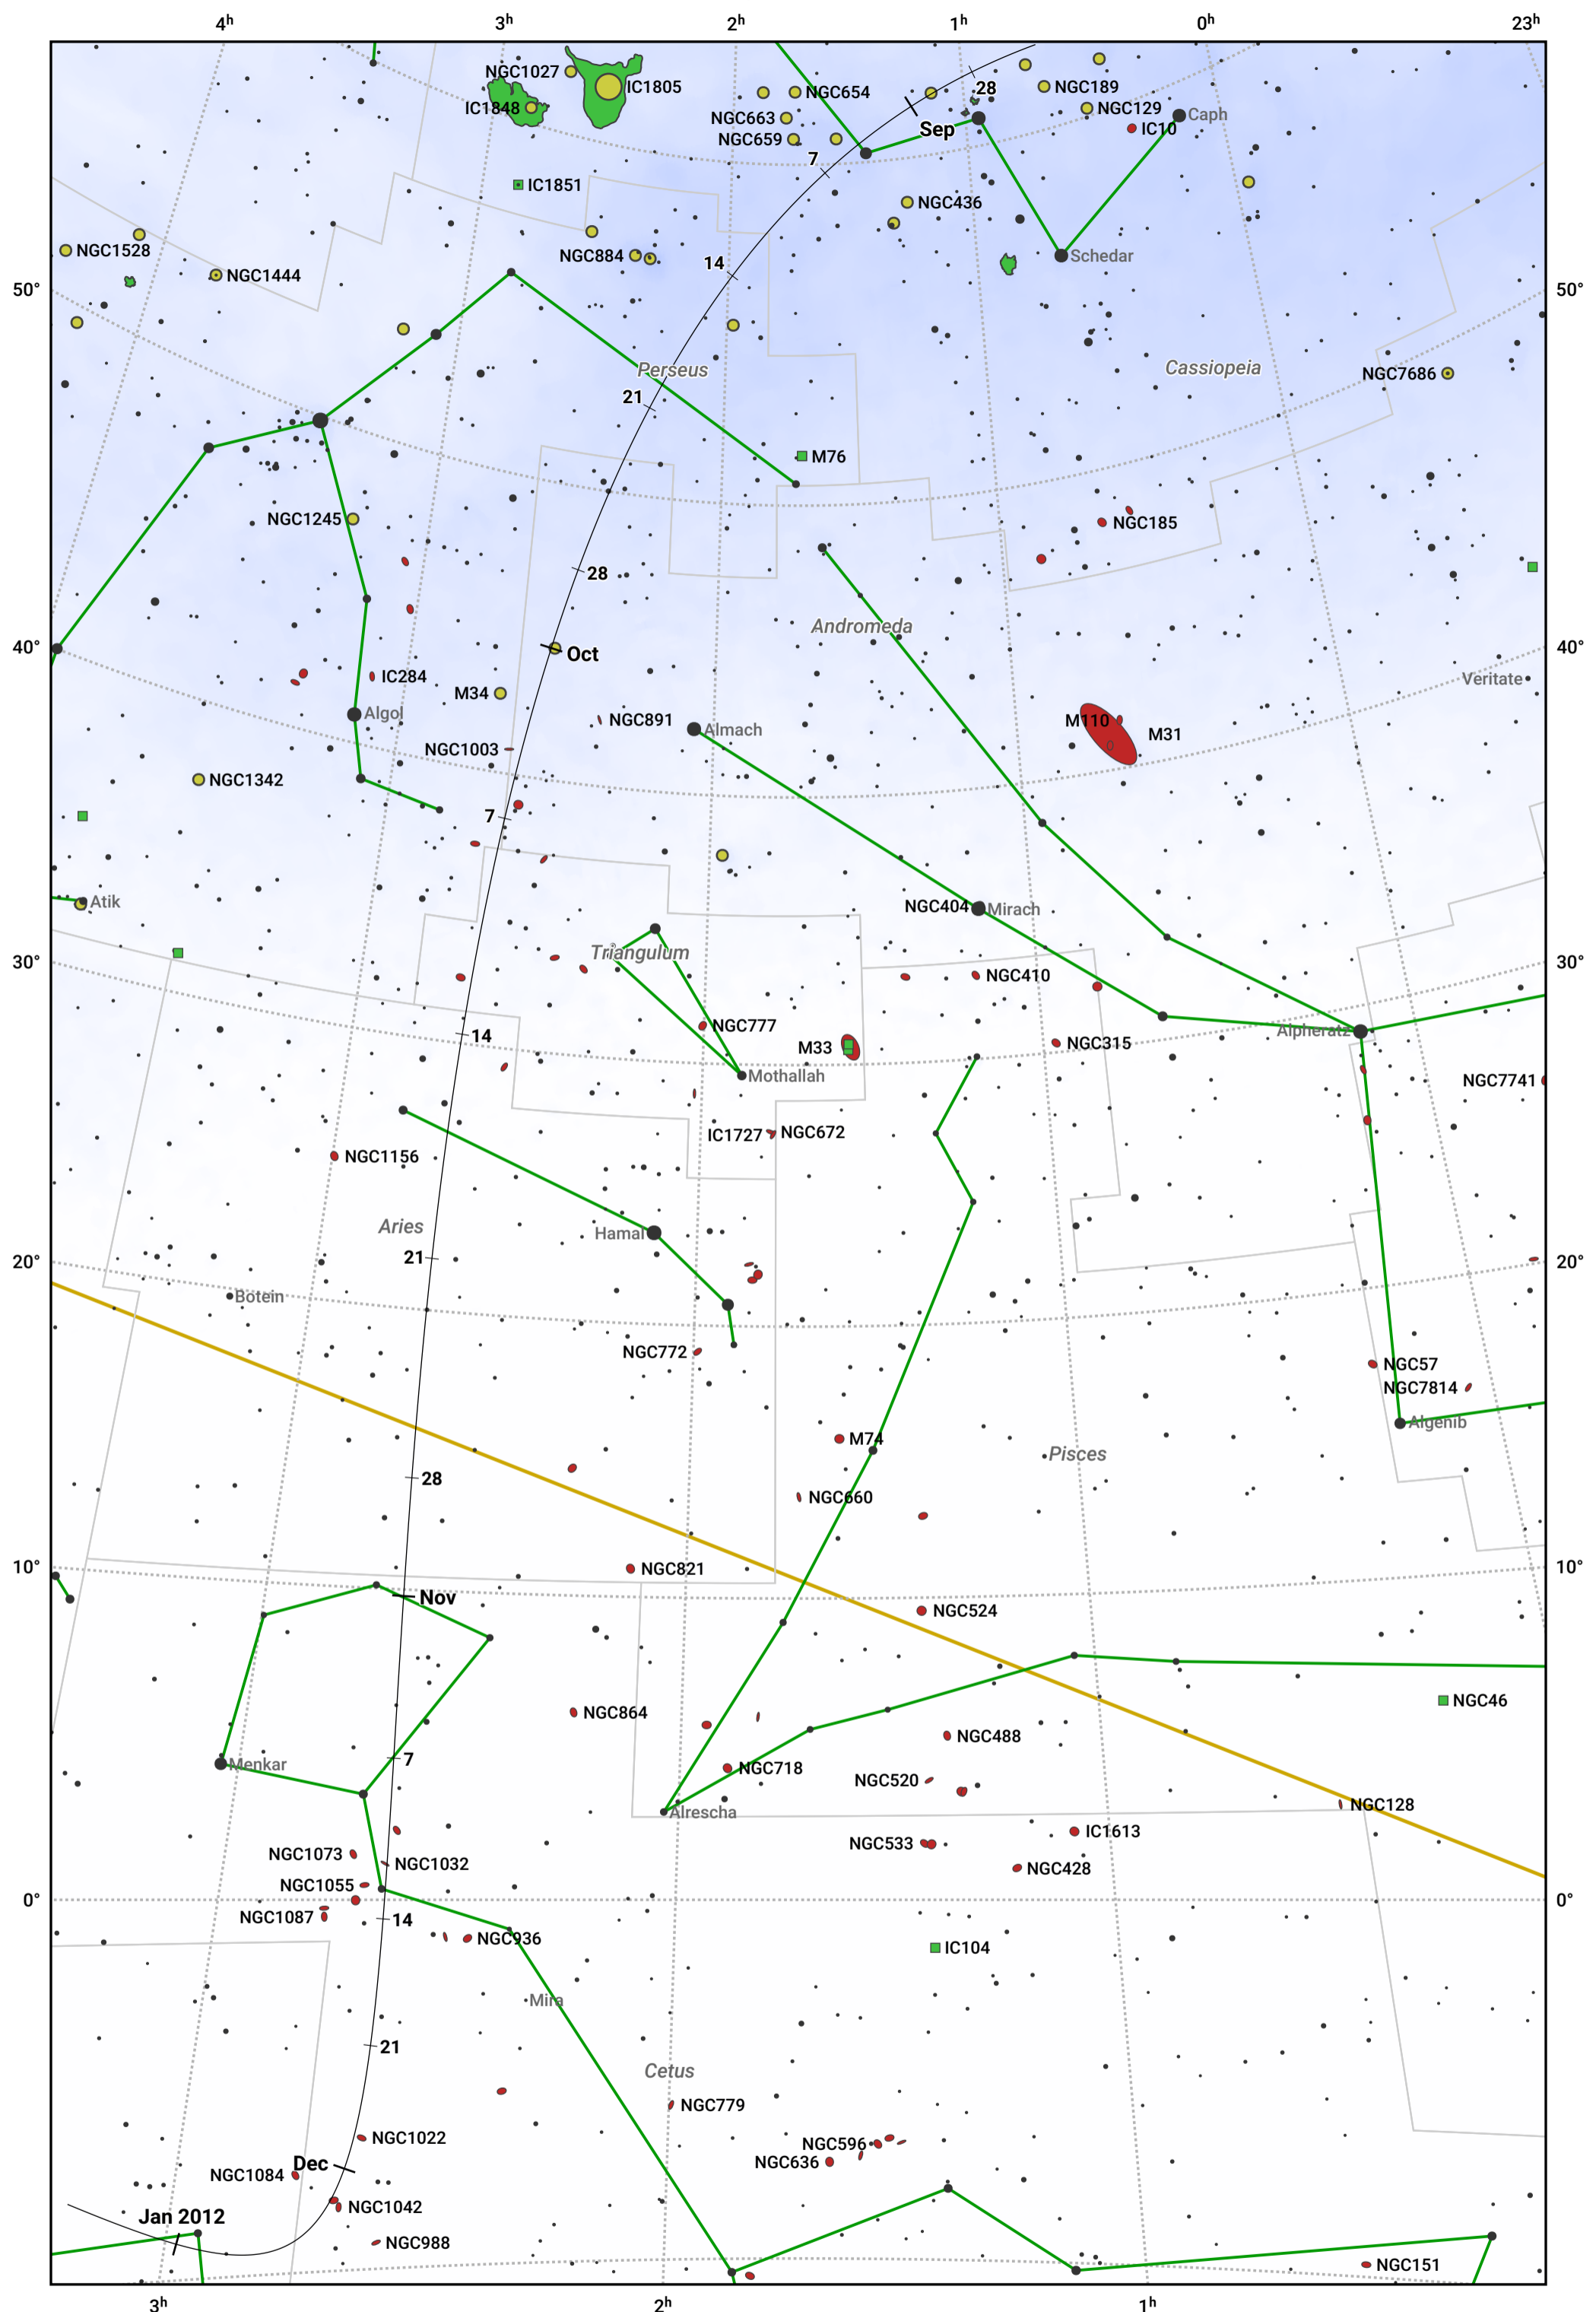 4h 3h 2h 1h 0h 23h
NGC1027 IC1805 NGC654 28 NGC189
IC1848 NGC663 Sep NGC129 Caph
NGC659 IC10
7
IC1851
NGC436
NGC1528 NGC884 14 Schedar
NGC1444
50° 50°
Perseus Cassiopeia
NGC7686
21
M76
NGC1245 NGC185
28
Andromeda
40° Oct 40°
IC284 Veritate
M34
Algol NGC891 Almach M110 M31
NGC1003
NGC1342
7
Atik NGC404 Mirach
Triangulum
30° 30°
NGC410
14 NGC777 Alpheratz
M33 NGC315
Mothallah NGC7741
IC1727 NGC672
NGC1156
Aries Hamal
21
20° 20°
Botein
NGC772 NGC57
NGC7814
Algenib
M74
Pisces
28
NGC660
10° NGC821 10°
Nov
NGC524
NGC46
NGC864
NGC488
7
Menkar NGC718
NGC520
Alrescha NGC128
IC1613
NGC533
NGC1073 NGC1032 NGC428
NGC1055
0° 0°
NGC1087 14
NGC936 IC104
Mira
21
Cetus
NGC779
NGC1022 NGC596
Dec NGC636
NGC1084
NGC1042
Jan 2012
NGC988
NGC151
3h 2h 1h